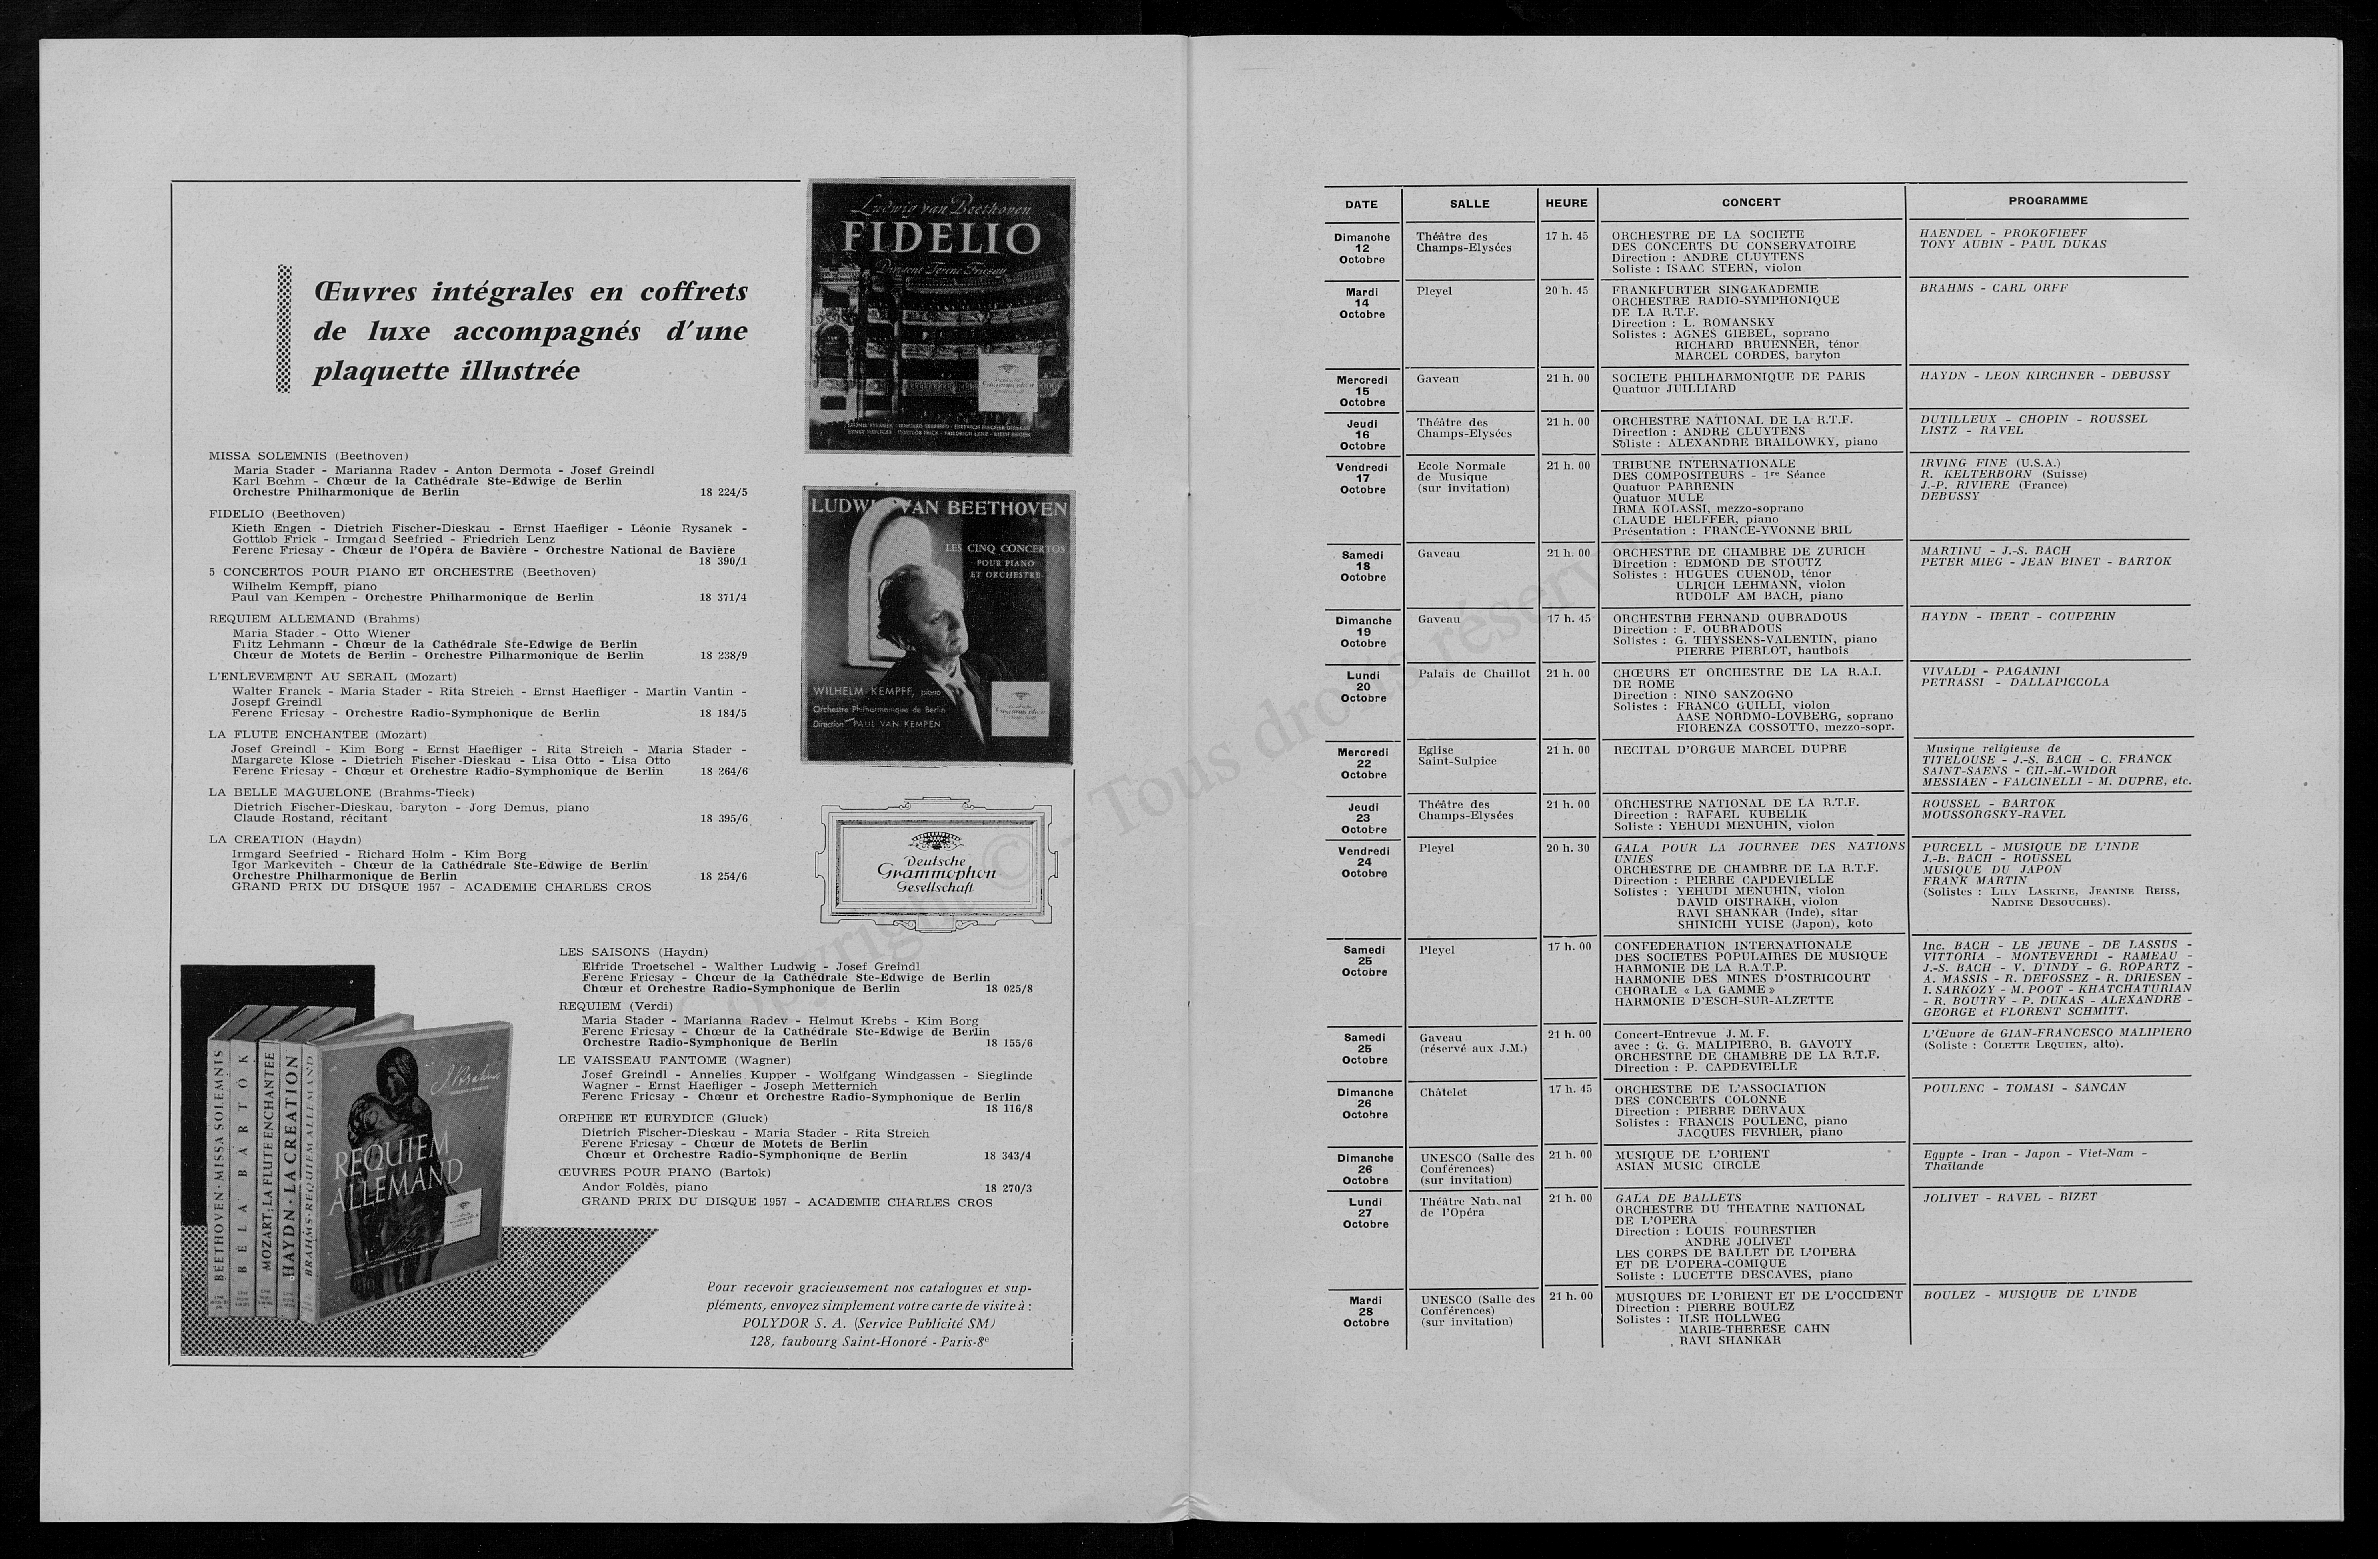 Œuvres intégrales en coffrets
de luxe accompagnés d'une
plaquette illustrée
MISSA SOLEMNIS (Beethoven)
Maria Stader - Marianna Radev - Anton Dermota - Josef Greindl
Karl Bœhm - Chœur de la Cathédrale Ste-Edwige de Berlin
Orchestre Philharmonique de Berlin 18 224/5
FIDELIO (Beethoven)
Kieth Engen - Dietrich Fischer-Dieskau - Ernst Haefliger - Léonie Rysanek -
Gottlob Frick - Irmgard Seefried - Friedrich Lenz
Ferenc Fricsay - Chœur de l'Opéra de Bavière - Orchestre National de Bavière
18 390/1
5 CONCERTOS POUR PIANO ET ORCHESTRE (Beethoven)
Wilhelm Kempff, piano
Paul van Kempen - Orchestre Philharmonique de Berlin 18 371/4
REQUIEM ALLEMAND (Brahms)
Maria Stader - Otto Wiener
Fritz Lehmann - Chœur de la Cathédrale Ste-Edwige de Berlin
Chœur de Motets de Berlin - Orchestre Pilharmonique de Berlin 18 238/9
L'ENLEVEMENT AU SERAIL (Mozart)
Walter Franck - Maria Stader - Rita Streich - Ernst Haefliger - Martin Vantin -
Josepf Greindl
Ferenc Fricsay - Orchestre Radio-Symphonique de Berlin 18 184/5
LA FLUTE ENCHANTEE (Mozart)
Josef Greindl - Kim Borg - Ernst Haefliger - Rita Streich - Maria Stader -
Margarete Klose - Dietrich Fischer-Dieskau - Lisa Otto - Lisa Otto
Ferenc Fricsay - Chœur et Orchestre Radio-Symphonique de Berlin 18 264/6
LA BELLE MAGUELONE (Brahms-Tieck)
Dietrich Fischer-Dieskau, baryton - Jorg Demus, piano
Claude Rostand, récitant 18 395/6
LA CREATION (Haydn)
Irmgard Seefried - Richard Holm - Kim Borg
Igor Markevitch - Chœur de la Cathédrale Ste-Edwige de Berlin
Orchestre Philharmonique de Berlin 18 254/6
GRAND PRIX DU DISQUE 1957 - ACADEMIE CHARLES CROS
Ludwig van Beethoven
FIDELIO
Direction Ferenc Fricsay
LUDWIG VAN BEETHOVEN
LES CINQ CONCERTOS
POUR PIANO
ET ORCHESTRE
WILHELM KEMPFF, piano
Orchestre Philharmonique de Berlin
Direction PAUL VAN KEMPEN
Deutsche
Grammophon
Gesellschaft
LES SAISONS (Haydn)
Elfride Troetschel - Walther Ludwig - Josef Greindl
Ferenc Fricsay - Chœur de la Cathédrale Ste-Edwige de Berlin
Chœur et Orchestre Radio-Symphonique de Berlin 18 025/8
REQUIEM (Verdi)
Maria Stader - Marianna Radev - Helmut Krebs - Kim Borg
Ferenc Fricsay - Chœur de la Cathédrale Ste-Edwige de Berlin
Orchestre Radio-Symphonique de Berlin 18 155/6
LE VAISSEAU FANTOME (Wagner)
Josef Greindl - Annelies Kupper - Wolfgang Windgassen - Sieglinde
Wagner - Ernst Haefliger - Joseph Metternich
Ferenc Fricsay - Chœur et Orchestre Radio-Symphonique de Berlin
18 116/8
ORPHEE ET EURYDICE (Gluck)
Dietrich Fischer-Dieskau - Maria Stader - Rita Streich
Ferenc Fricsay - Chœur de Motets de Berlin
Chœur et Orchestre Radio-Symphonique de Berlin 18 343/4
ŒUVRES POUR PIANO (Bartok)
Andor Foldès, piano 18 270/3
GRAND PRIX DU DISQUE 1957 - ACADEMIE CHARLES CROS
BEETHOVEN · MISSA SOLEMNIS
BELA BARTOK
MOZART: LA FLUTE ENCHANTEE
HAYDN · LA CREATION
BRAHMS · REQUIEM ALLEMAND
J. Brahms
REQUIEM
ALLEMAND
Pour recevoir gracieusement nos catalogues et sup-
pléments, envoyez simplement votre carte de visite à :
POLYDOR S. A. (Service Publicité SM)
128, faubourg Saint-Honoré - Paris-8e
Copyright © - Tous droits réservés
DATE SALLE HEURE CONCERT PROGRAMME
Dimanche Théâtre des 17 h. 45 ORCHESTRE DE LA SOCIETE HAENDEL - PROKOFIEFF
12 Champs-Elysées DES CONCERTS DU CONSERVATOIRE TONY AUBIN - PAUL DUKAS
Octobre Direction : ANDRE CLUYTENS
Soliste : ISAAC STERN, violon
Mardi Pleyel 20 h. 45 FRANKFURTER SINGAKADEMIE BRAHMS - CARL ORFF
14 ORCHESTRE RADIO-SYMPHONIQUE
Octobre DE LA R.T.F.
Direction : L. ROMANSKY
Solistes : AGNES GIEBEL, soprano
RICHARD BRUENNER, ténor
MARCEL CORDES, baryton
Mercredi Gaveau 21 h. 00 SOCIETE PHILHARMONIQUE DE PARIS HAYDN - LEON KIRCHNER - DEBUSSY
15 Quatuor JUILLIARD
Octobre
Jeudi Théâtre des 21 h. 00 ORCHESTRE NATIONAL DE LA R.T.F. DUTILLEUX - CHOPIN - ROUSSEL
16 Champs-Elysées Direction : ANDRE CLUYTENS LISTZ - RAVEL
Octobre Soliste : ALEXANDRE BRAILOWKY, piano
Vendredi Ecole Normale 21 h. 00 TRIBUNE INTERNATIONALE IRVING FINE (U.S.A.)
17 de Musique DES COMPOSITEURS - 1re Séance R. KELTERBORN (Suisse)
Octobre (sur invitation) Quatuor PARRENIN J.-P. RIVIERE (France)
Quatuor MULE DEBUSSY
IRMA KOLASSI, mezzo-soprano
CLAUDE HELFFER, piano
Présentation : FRANCE-YVONNE BRIL
Samedi Gaveau 21 h. 00 ORCHESTRE DE CHAMBRE DE ZURICH MARTINU - J.-S. BACH
18 Direction : EDMOND DE STOUTZ PETER MIEG - JEAN BINET - BARTOK
Octobre Solistes : HUGUES CUENOD, ténor
ULRICH LEHMANN, violon
RUDOLF AM BACH, piano
Dimanche Gaveau 17 h. 45 ORCHESTRE FERNAND OUBRADOUS HAYDN - IBERT - COUPERIN
19 Direction : F. OUBRADOUS
Octobre Solistes : G. THYSSENS-VALENTIN, piano
PIERRE PIERLOT, hautbois
Lundi Palais de Chaillot 21 h. 00 CHŒURS ET ORCHESTRE DE LA R.A.I. VIVALDI - PAGANINI
20 DE ROME PETRASSI - DALLAPICCOLA
Octobre Direction : NINO SANZOGNO
Solistes : FRANCO GUILLI, violon
AASE NORDMO-LOVBERG, soprano
FIORENZA COSSOTTO, mezzo-sopr.
Mercredi Eglise 21 h. 00 RECITAL D'ORGUE MARCEL DUPRE Musique religieuse de
22 Saint-Sulpice TITELOUSE - J.-S. BACH - C. FRANCK
Octobre SAINT-SAENS - CH.-M.-WIDOR
MESSIAEN - FALCINELLI - M. DUPRE, etc.
Jeudi Théâtre des 21 h. 00 ORCHESTRE NATIONAL DE LA R.T.F. ROUSSEL - BARTOK
23 Champs-Elysées Direction : RAFAEL KUBELIK MOUSSORGSKY-RAVEL
Octobre Soliste : YEHUDI MENUHIN, violon
Vendredi Pleyel 20 h. 30 GALA POUR LA JOURNEE DES NATIONS PURCELL - MUSIQUE DE L'INDE
24 UNIES J.-B. BACH - ROUSSEL
Octobre ORCHESTRE DE CHAMBRE DE LA R.T.F. MUSIQUE DU JAPON
Direction : PIERRE CAPDEVIELLE FRANK MARTIN
Solistes : YEHUDI MENUHIN, violon (Solistes : LILY LASKINE, JEANINE REISS,
DAVID OISTRAKH, violon NADINE DESOUCHES).
RAVI SHANKAR (Inde), sitar
SHINICHI YUISE (Japon), koto
Samedi Pleyel 17 h. 00 CONFEDERATION INTERNATIONALE Inc. BACH - LE JEUNE - DE LASSUS -
25 DES SOCIETES POPULAIRES DE MUSIQUE VITTORIA - MONTEVERDI - RAMEAU -
Octobre HARMONIE DE LA R.A.T.P. J.-S. BACH - V. D'INDY - G. ROPARTZ -
HARMONIE DES MINES D'OSTRICOURT A. MASSIS - R. DEFOSSEZ - R. DRIESEN -
CHORALE « LA GAMME » I. SARKOZY - M. POOT - KHATCHATURIAN
HARMONIE D'ESCH-SUR-ALZETTE - R. BOUTRY - P. DUKAS - ALEXANDRE -
GEORGE et FLORENT SCHMITT.
Samedi Gaveau 21 h. 00 Concert-Entrevue J. M. F. L'Œuvre de GIAN-FRANCESCO MALIPIERO
25 (réservé aux J.M.) avec : G. G. MALIPIERO, B. GAVOTY (Soliste : COLETTE LEQUIEN, alto).
Octobre ORCHESTRE DE CHAMBRE DE LA R.T.F.
Direction : P. CAPDEVIELLE
Dimanche Châtelet 17 h. 45 ORCHESTRE DE L'ASSOCIATION POULENC - TOMASI - SANCAN
26 DES CONCERTS COLONNE
Octobre Direction : PIERRE DERVAUX
Solistes : FRANCIS POULENC, piano
JACQUES FEVRIER, piano
Dimanche UNESCO (Salle des 21 h. 00 MUSIQUE DE L'ORIENT Egypte - Iran - Japon - Viet-Nam -
26 Conférences) ASIAN MUSIC CIRCLE Thaïlande
Octobre (sur invitation)
Lundi Théâtre National 21 h. 00 GALA DE BALLETS JOLIVET - RAVEL - BIZET
27 de l'Opéra ORCHESTRE DU THEATRE NATIONAL
Octobre DE L'OPERA
Direction : LOUIS FOURESTIER
ANDRE JOLIVET
LES CORPS DE BALLET DE L'OPERA
ET DE L'OPERA-COMIQUE
Soliste : LUCETTE DESCAVES, piano
Mardi UNESCO (Salle des 21 h. 00 MUSIQUES DE L'ORIENT ET DE L'OCCIDENT BOULEZ - MUSIQUE DE L'INDE
28 Conférences) Direction : PIERRE BOULEZ
Octobre (sur invitation) Solistes : ILSE HOLLWEG
MARIE-THERESE CAHN
RAVI SHANKAR